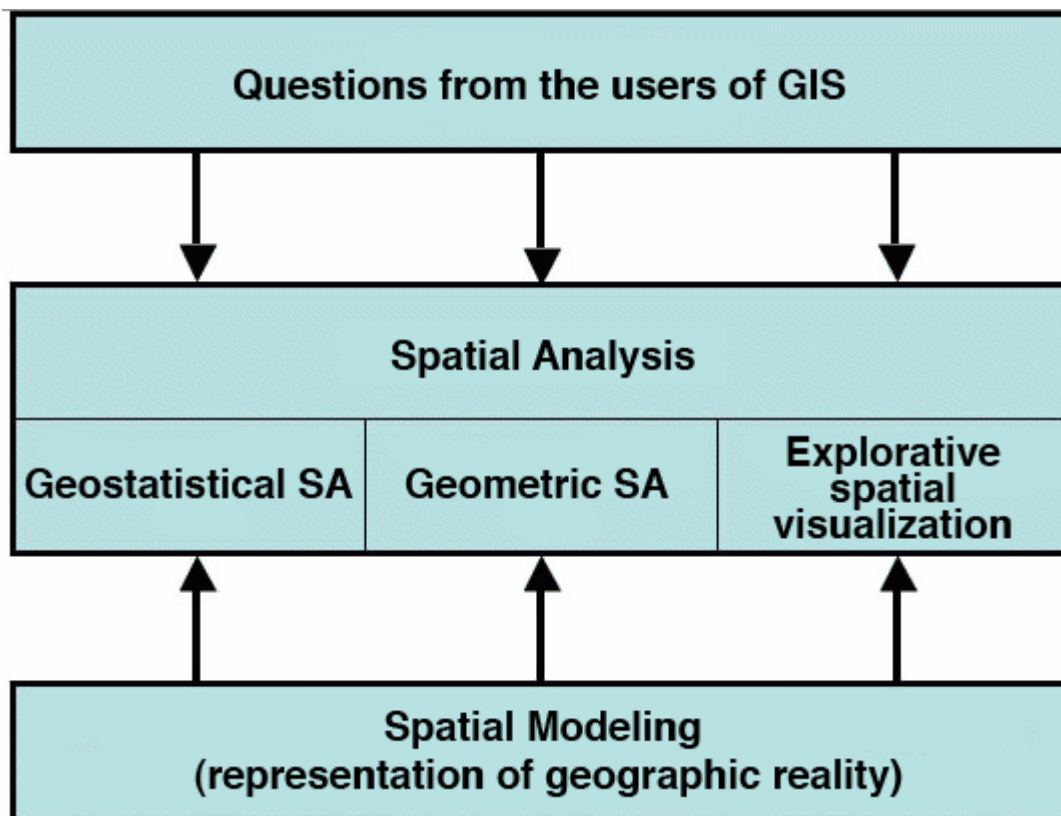 Questions from the users of GIS
Spatial Analysis
Geostatistical SA
Geometric SA
Explorative
spatial
visualization
Spatial Modeling
(representation of geographic reality)